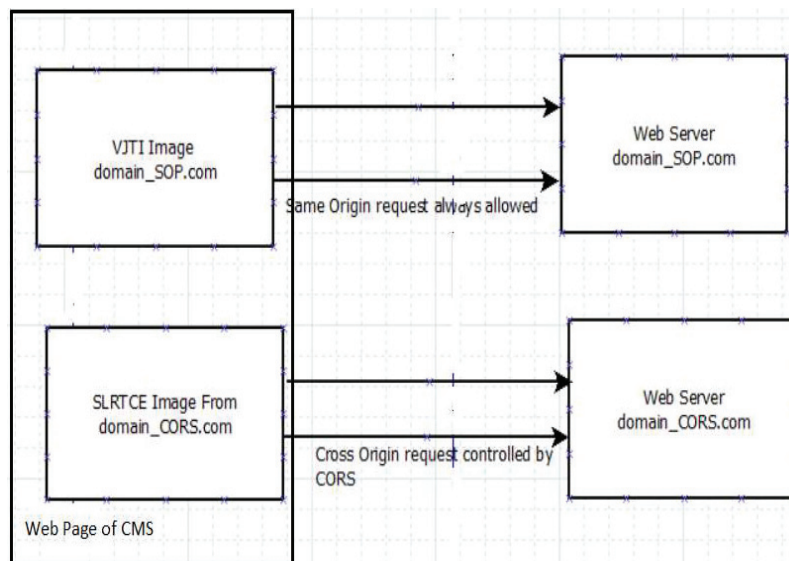 VJTI Image
domain_SOP.com
Web Server
domain_SOP.com
Same Origin request always allowed
SLRTCE Image From
domain_CORS.com
Web Server
domain_CORS.com
Cross Origin request controlled by
CORS
Web Page of CMS